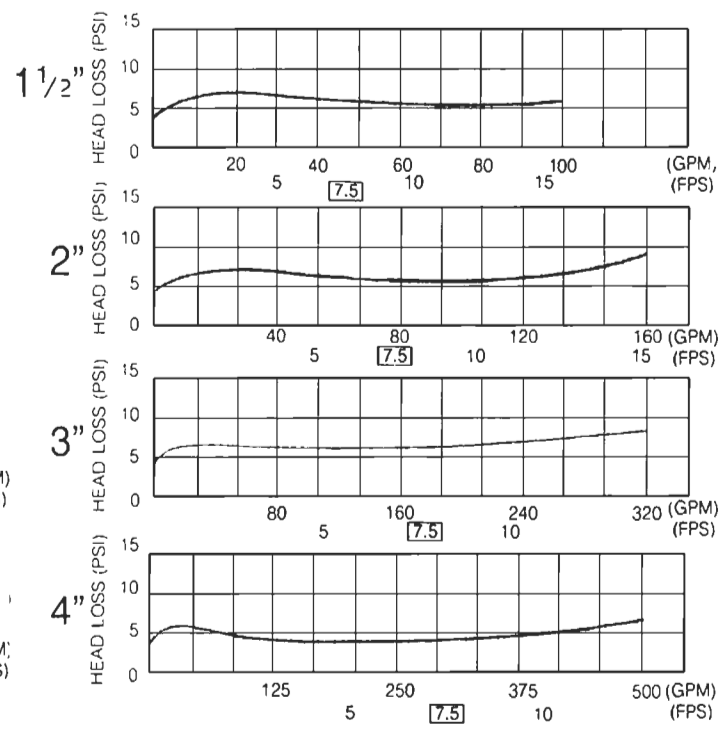 15
10
5
0
HEAD LOSS (PSI)
1 1/2”
20 40 60 80 100 (GPM,
5 7.5 10 15 (FPS)
15
10
5
0
HEAD LOSS (PSI)
2”
40 80 120 160 (GPM)
5 7.5 10 15 (FPS)
15
10
5
0
HEAD LOSS (PSI)
3”
80 160 240 320 (GPM)
5 7.5 10 (FPS)
15
10
5
0
HEAD LOSS (PSI)
4”
125 250 375 500 (GPM)
5 7.5 10 (FPS)